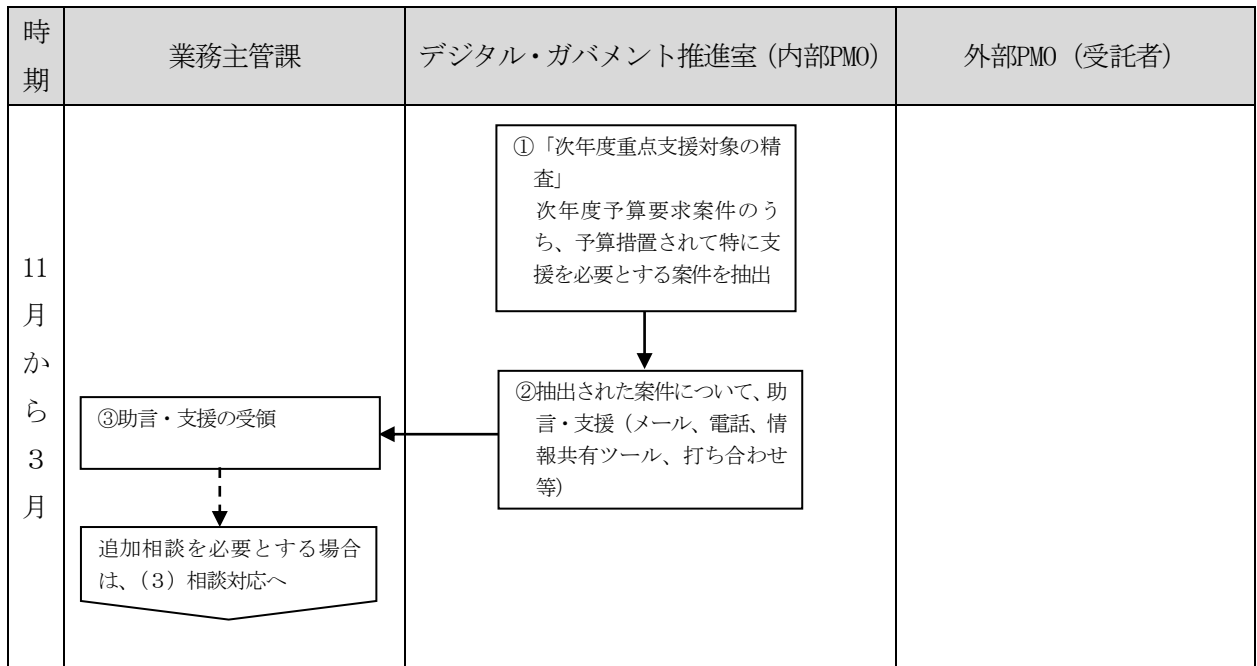 時
期
業務主管課
デジタル・ガバメント推進室(内部PMO)
外部PMO (受託者)
11
月
か
ら
3
月
①「次年度重点支援対象の精
査」
次年度予算要求案件のう
ち、予算措置されて特に支
援を必要とする案件を抽出
②抽出された案件について、助
言・支援(メール、電話、情
報共有ツール、打ち合わせ
等)
③助言・支援の受領
追加相談を必要とする場合
は、(3)相談対応へ